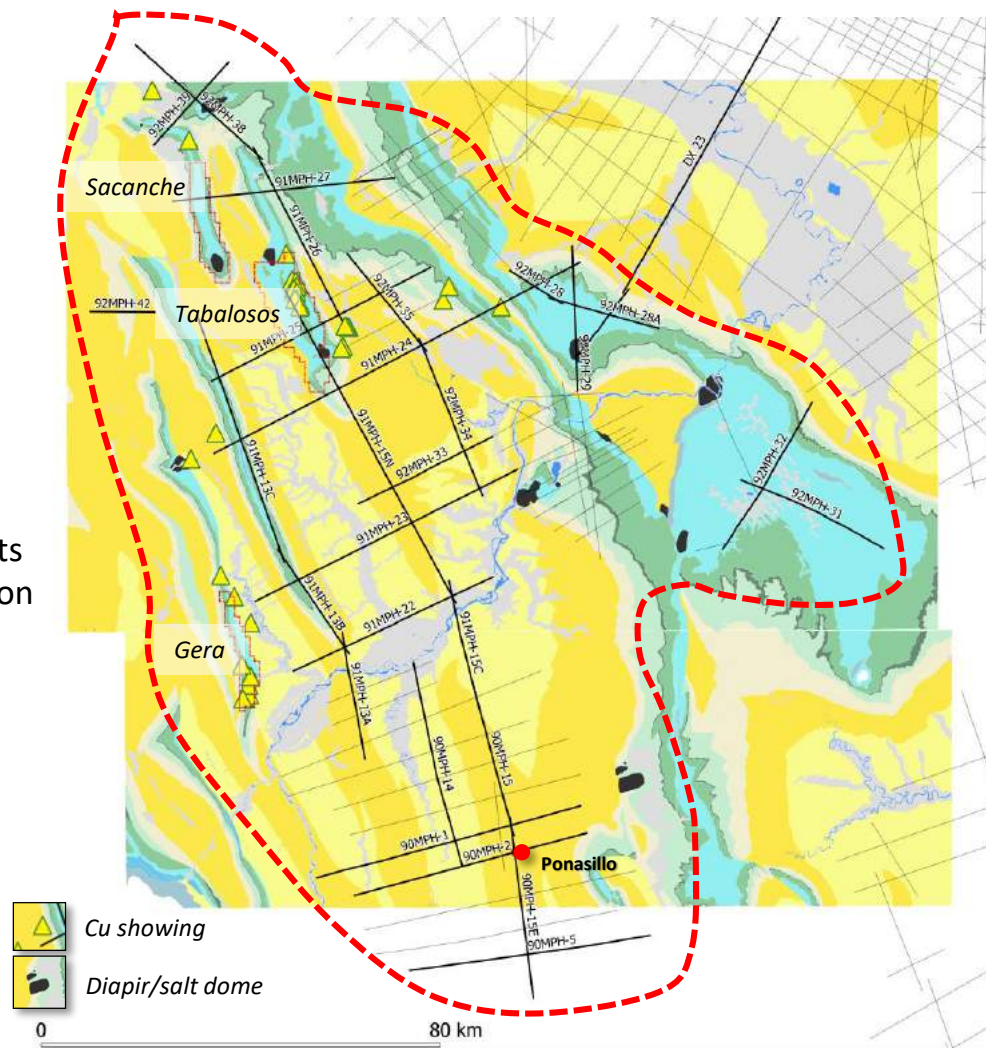 92MPH-39
92MPH-38
DX 23
Sacanche
91MPH-27
91MPH-26
92MPH-28
92MPH-35
92MPH-28A
92MPH-42
Tabalosos
91MPH-25
91MPH-24
92MPH-29
92MPH-34
91MPH-15N
92MPH-33
92MPH-32
91MPH-13C
92MPH-31
91MPH-23
ts
on
91MPH-13B
91MPH-22
91MPH-15C
Gera
91MPH-13A
90MPH-14
90MPH-15
90MPH-1
90MPH-2
Ponasillo
90MPH-15E
Cu showing
90MPH-5
Diapir/salt dome
0
80 km